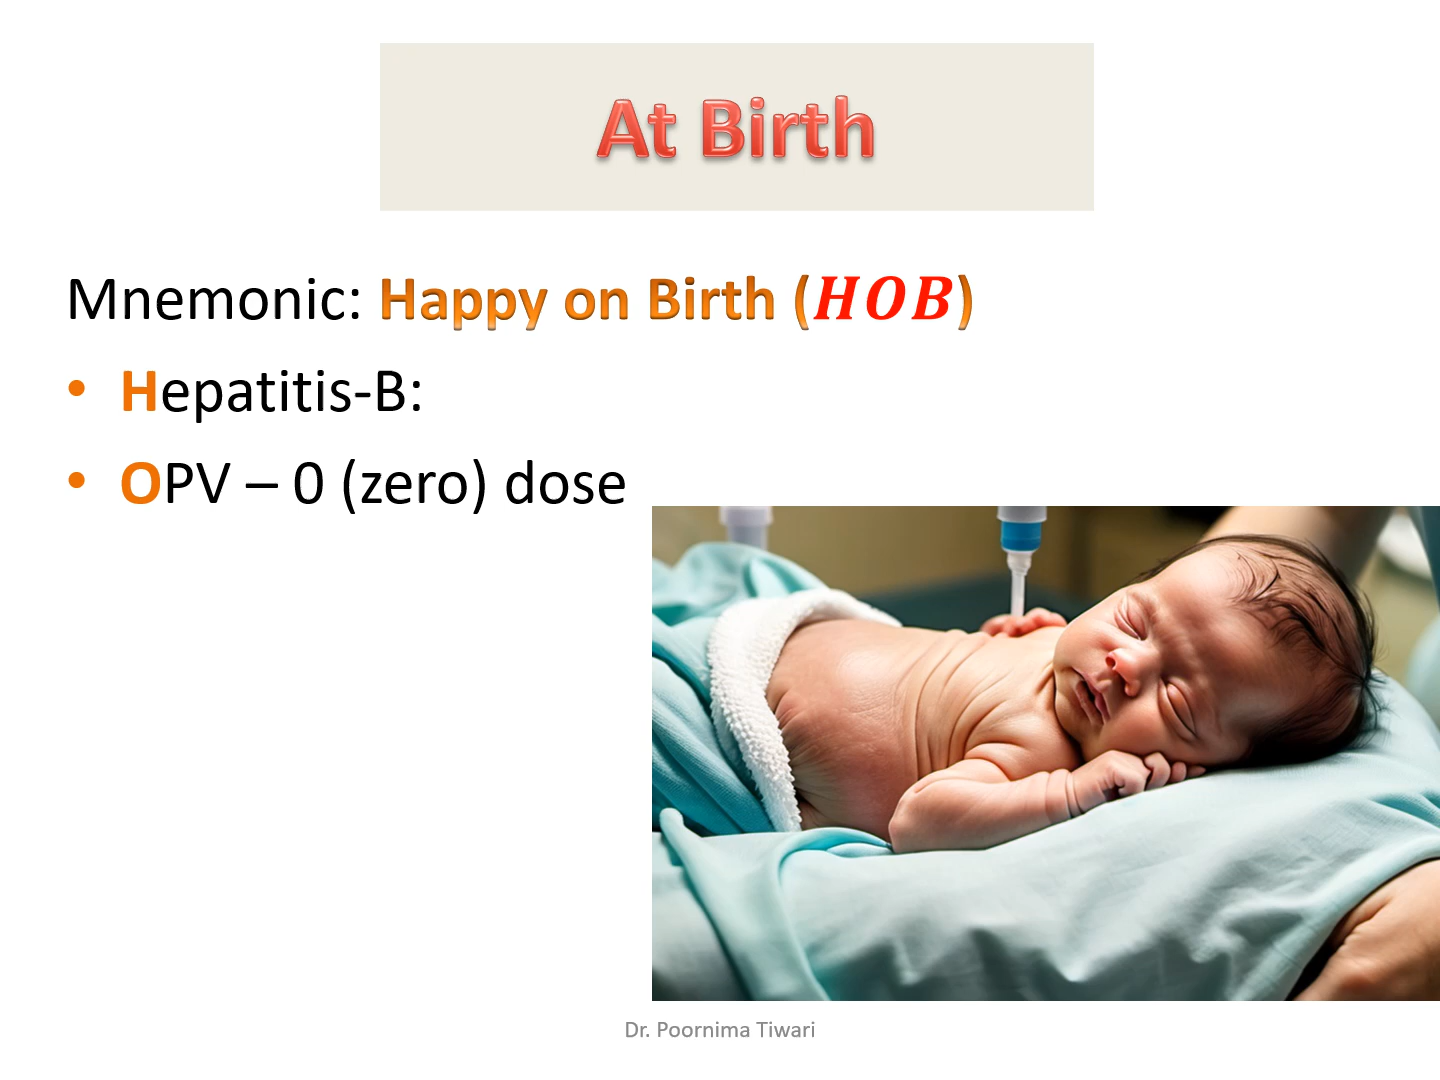 At Birth
Mnemonic: Happy on Birth (HOB)
• Hepatitis-B:
• OPV – 0 (zero) dose
Dr. Poornima Tiwari